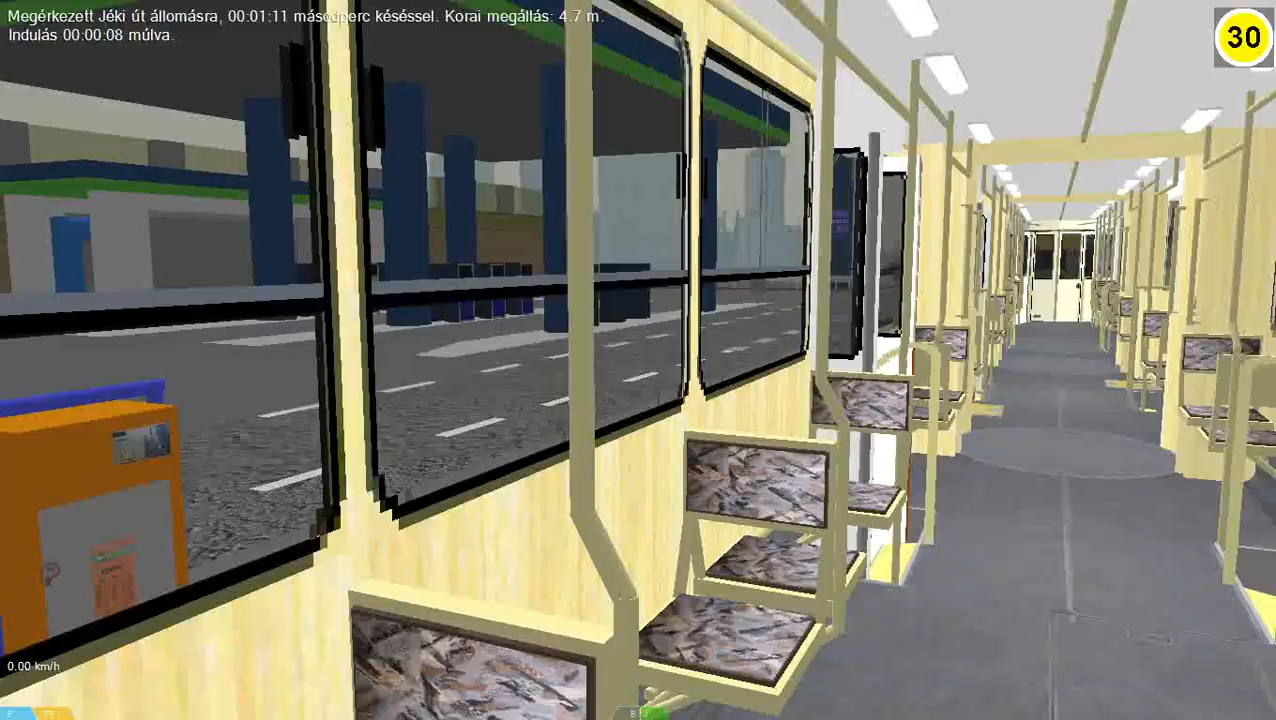 Megérkezett Jéki út állomásra, 00:01:11 másodperc késéssel. Korai megállás: 4.7 m.
Indulás 00:00:08 múlva.
30
0.00 km/h